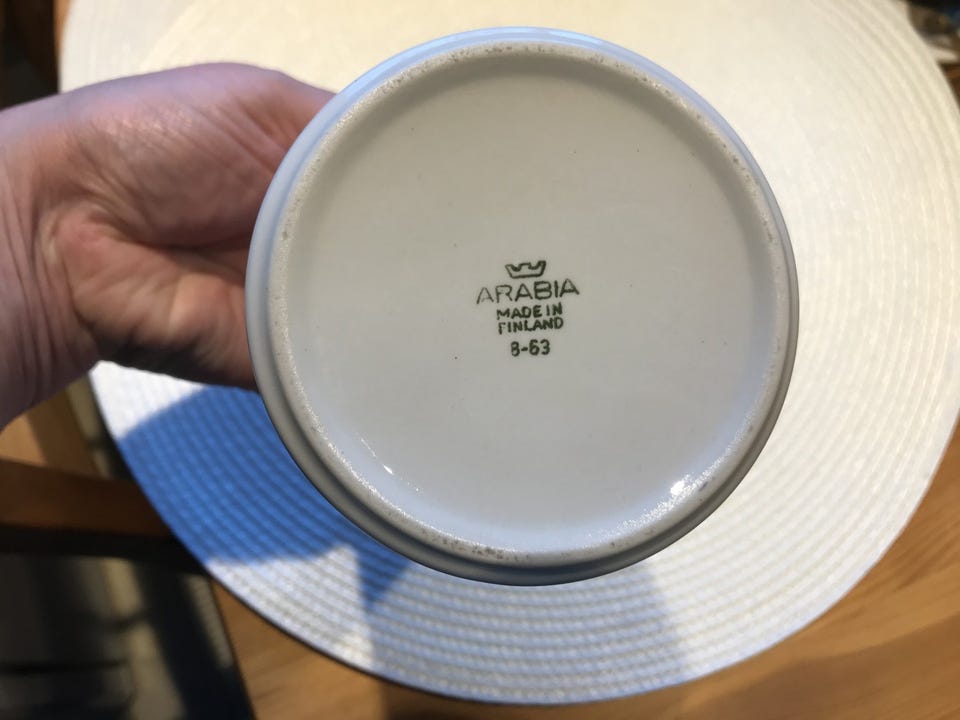 ARABIA
MADE IN
FINLAND
8-63